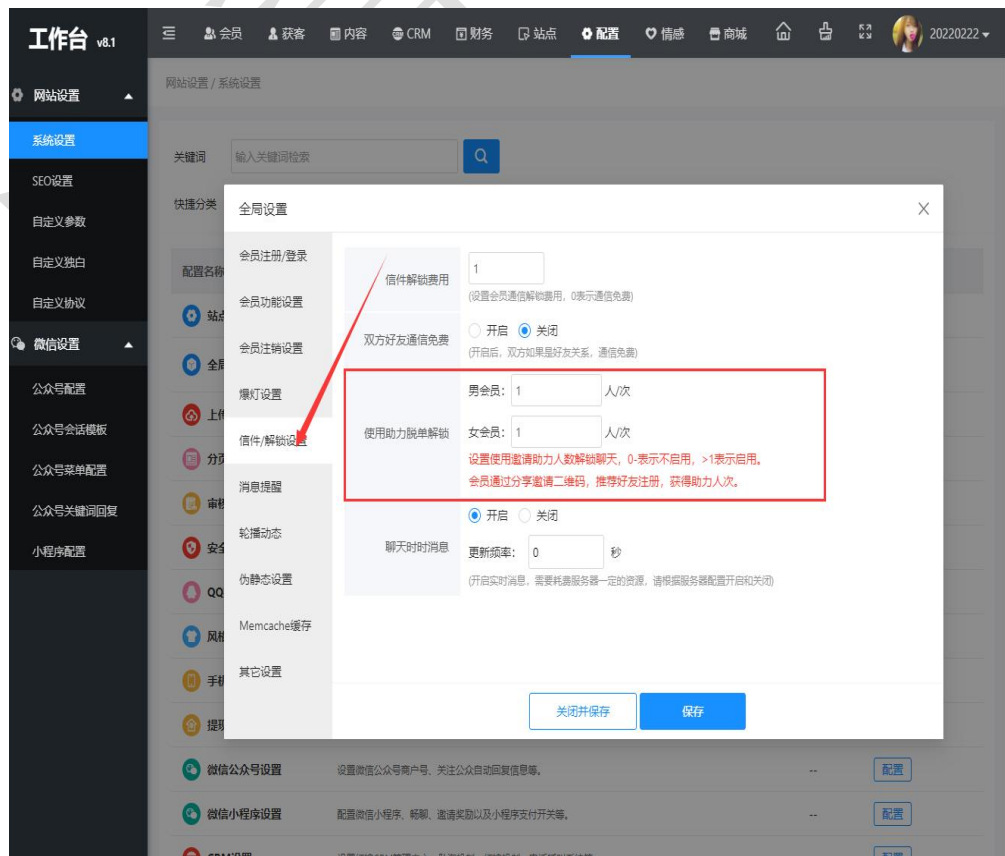 工作台 v8.1
会员 获客 内容 CRM 财务 站点 配置 情感 商城 20220222
网站设置
系统设置
SEO设置
自定义参数
自定义独白
自定义协议
微信设置
公众号配置
公众号会话模板
公众号菜单配置
公众号关键词回复
小程序配置
网站设置 / 系统设置
关键词 输入关键词检索
快捷分类
配置名称
站点
全局
上传
分页
审核
安全
QQ
手机
提现
全局设置
会员注册/登录
会员功能设置
会员注销设置
爆灯设置
信件/解锁设置
消息提醒
轮播动态
伪静态设置
Memcache缓存
其它设置
信件解锁费用 1
(设置会员通信解锁费用，0表示通信免费)
双方好友通信免费 开启 关闭
(开启后，双方如果是好友关系，通信免费)
使用助力脱单解锁
男会员： 1 人/次
女会员： 1 人/次
设置使用邀请助力人数解锁聊天，0-表示不启用，>1表示启用。
会员通过分享邀请二维码，推荐好友注册，获得助力人次。
聊天时时消息
开启 关闭
更新频率： 0 秒
(开启实时消息，需要耗费服务器一定的资源，请根据服务器配置开启和关闭)
关闭并保存 保存
微信公众号设置 设置微信公众号商户号、关注公众自动回复信息等。 -- 配置
微信小程序设置 配置微信小程序、畅聊、邀请奖励以及小程序支付开关等。 -- 配置